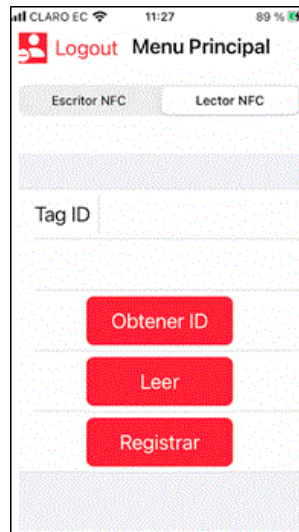 CLARO EC 11:27 89 %
Logout Menu Principal
Escritor NFC Lector NFC
Tag ID
Obtener ID
Leer
Registrar